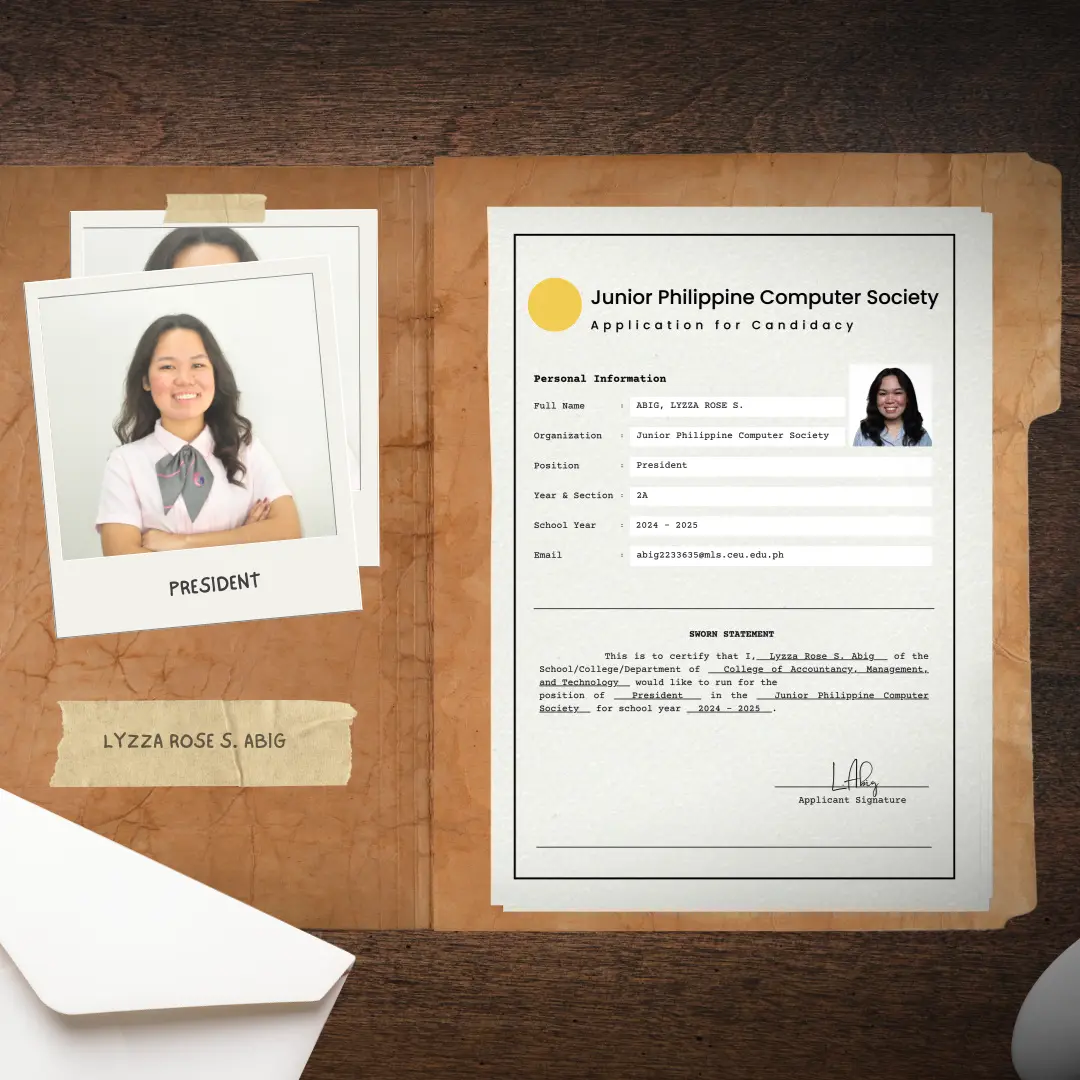 PRESIDENT
LYZZA ROSE S. ABIG
Junior Philippine Computer Society
Application for Candidacy
Personal Information
Full Name : ABIG, LYZZA ROSE S.
Organization : Junior Philippine Computer Society
Position : President
Year & Section : 2A
School Year : 2024 - 2025
Email : abig2233635@mls.ceu.edu.ph
SWORN STATEMENT
This is to certify that I, Lyzza Rose S. Abig of the
School/College/Department of College of Accountancy, Management,
and Technology would like to run for the
position of President in the Junior Philippine Computer
Society for school year 2024 - 2025 .
L.Abig
Applicant Signature